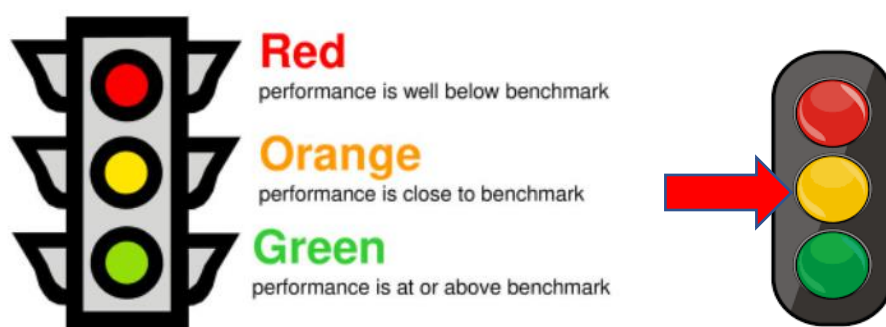 Red
performance is well below benchmark
Orange
performance is close to benchmark
Green
performance is at or above benchmark